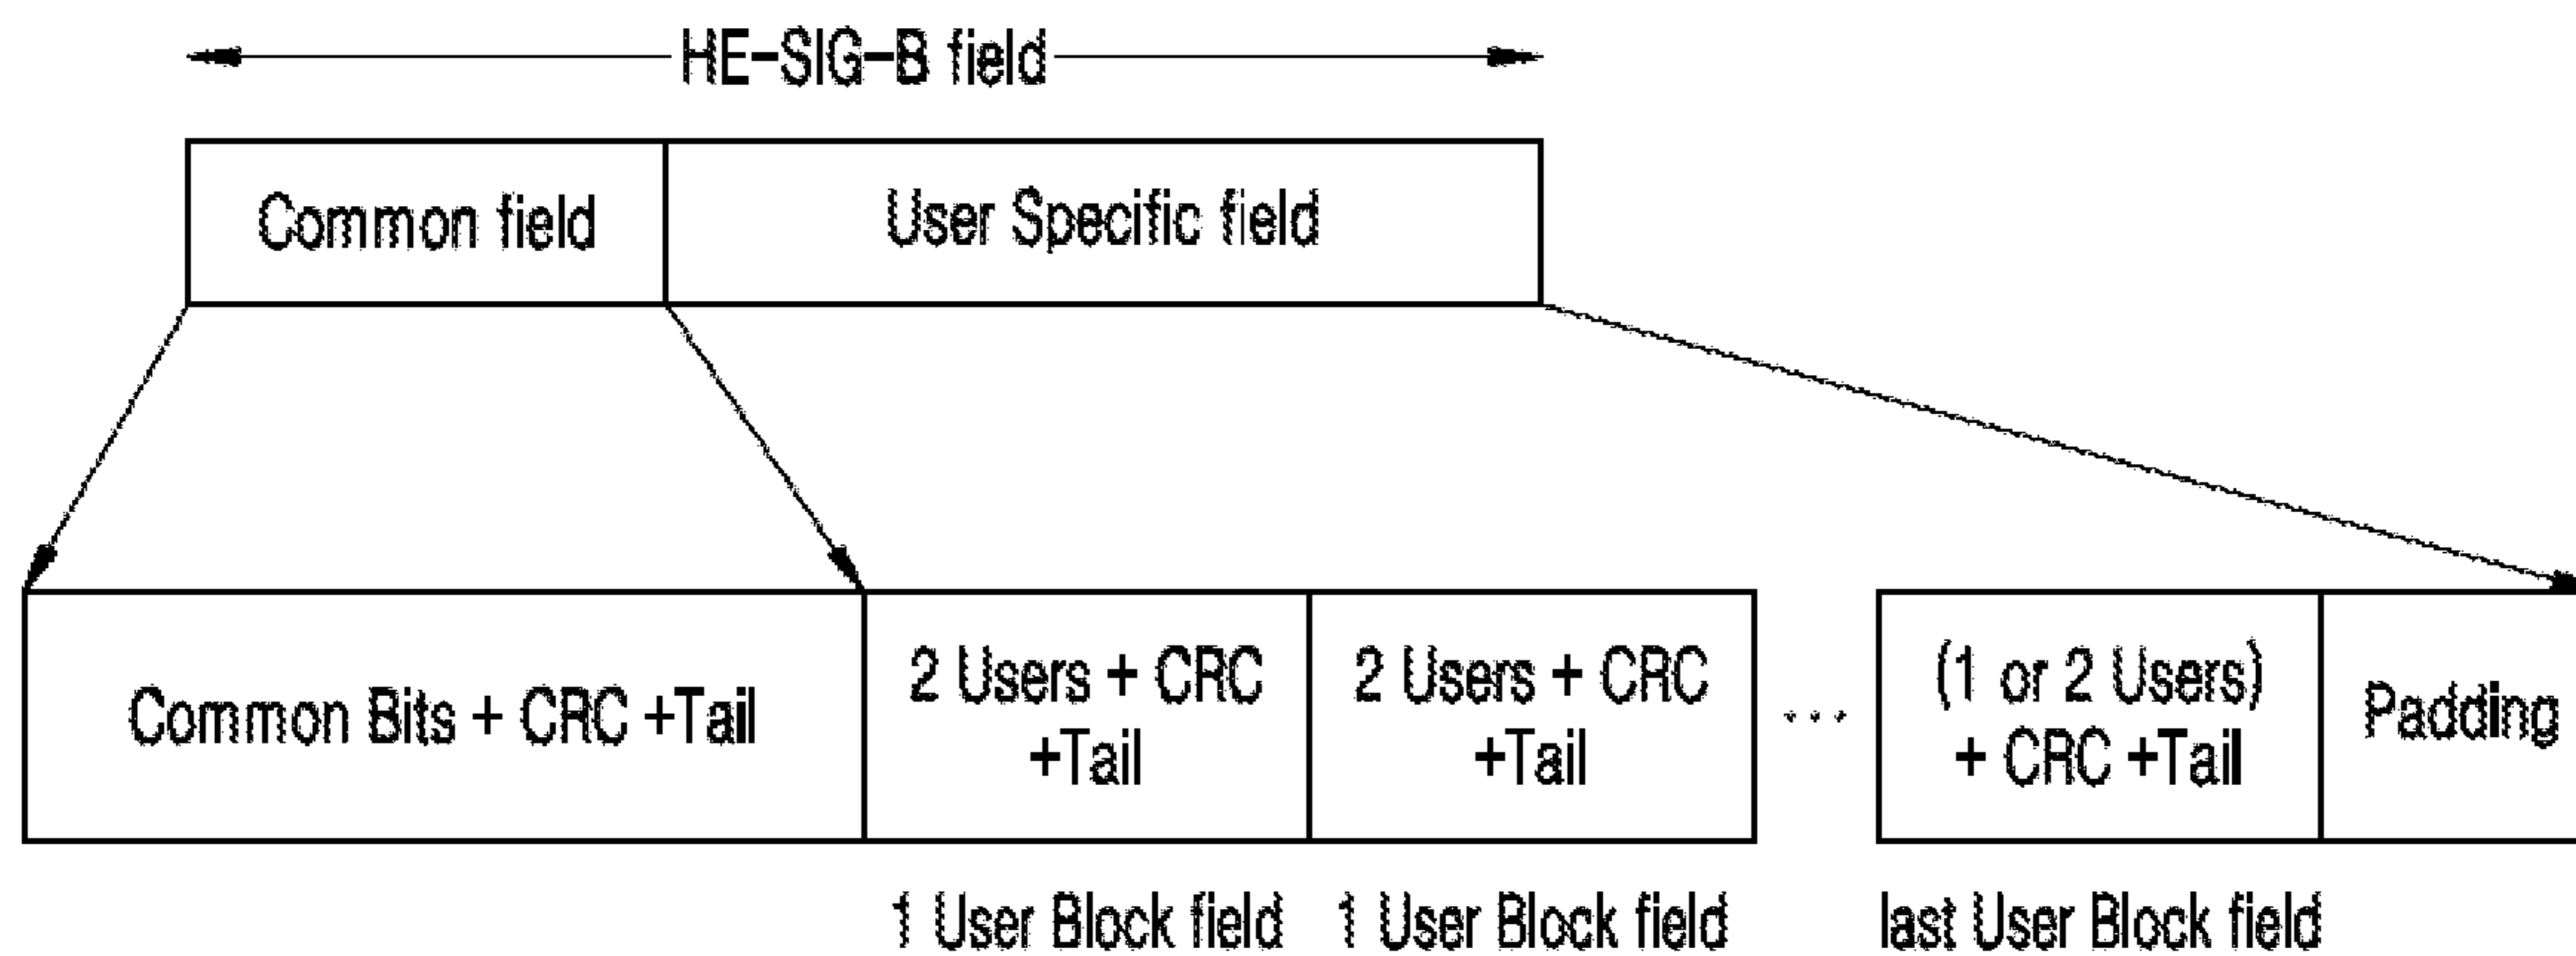 HE-SIG-B field
Common field
User Specific field
Common Bits + CRC +Tail
2 Users + CRC
+Tail
2 Users + CRC
+Tail
...
(1 or 2 Users)
+ CRC +Tail
Padding
1 User Block field
1 User Block field
last User Block field